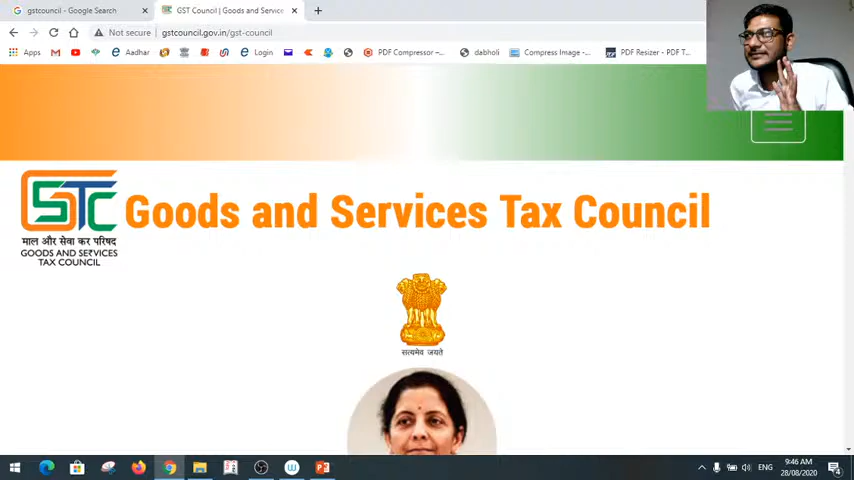 gstcouncil - Google Search
GST Council | Goods and Service
Not secure
gstcouncil.gov.in/gst-council
Apps
Aadhar
Login
PDF Compressor –...
dabholi
Compress Image -...
PDF Resizer - PDF T...
GSTC
माल और सेवा कर परिषद
GOODS AND SERVICES
TAX COUNCIL
Goods and Services Tax Council
सत्यमेव जयते
ENG
9:46 AM
28/08/2020